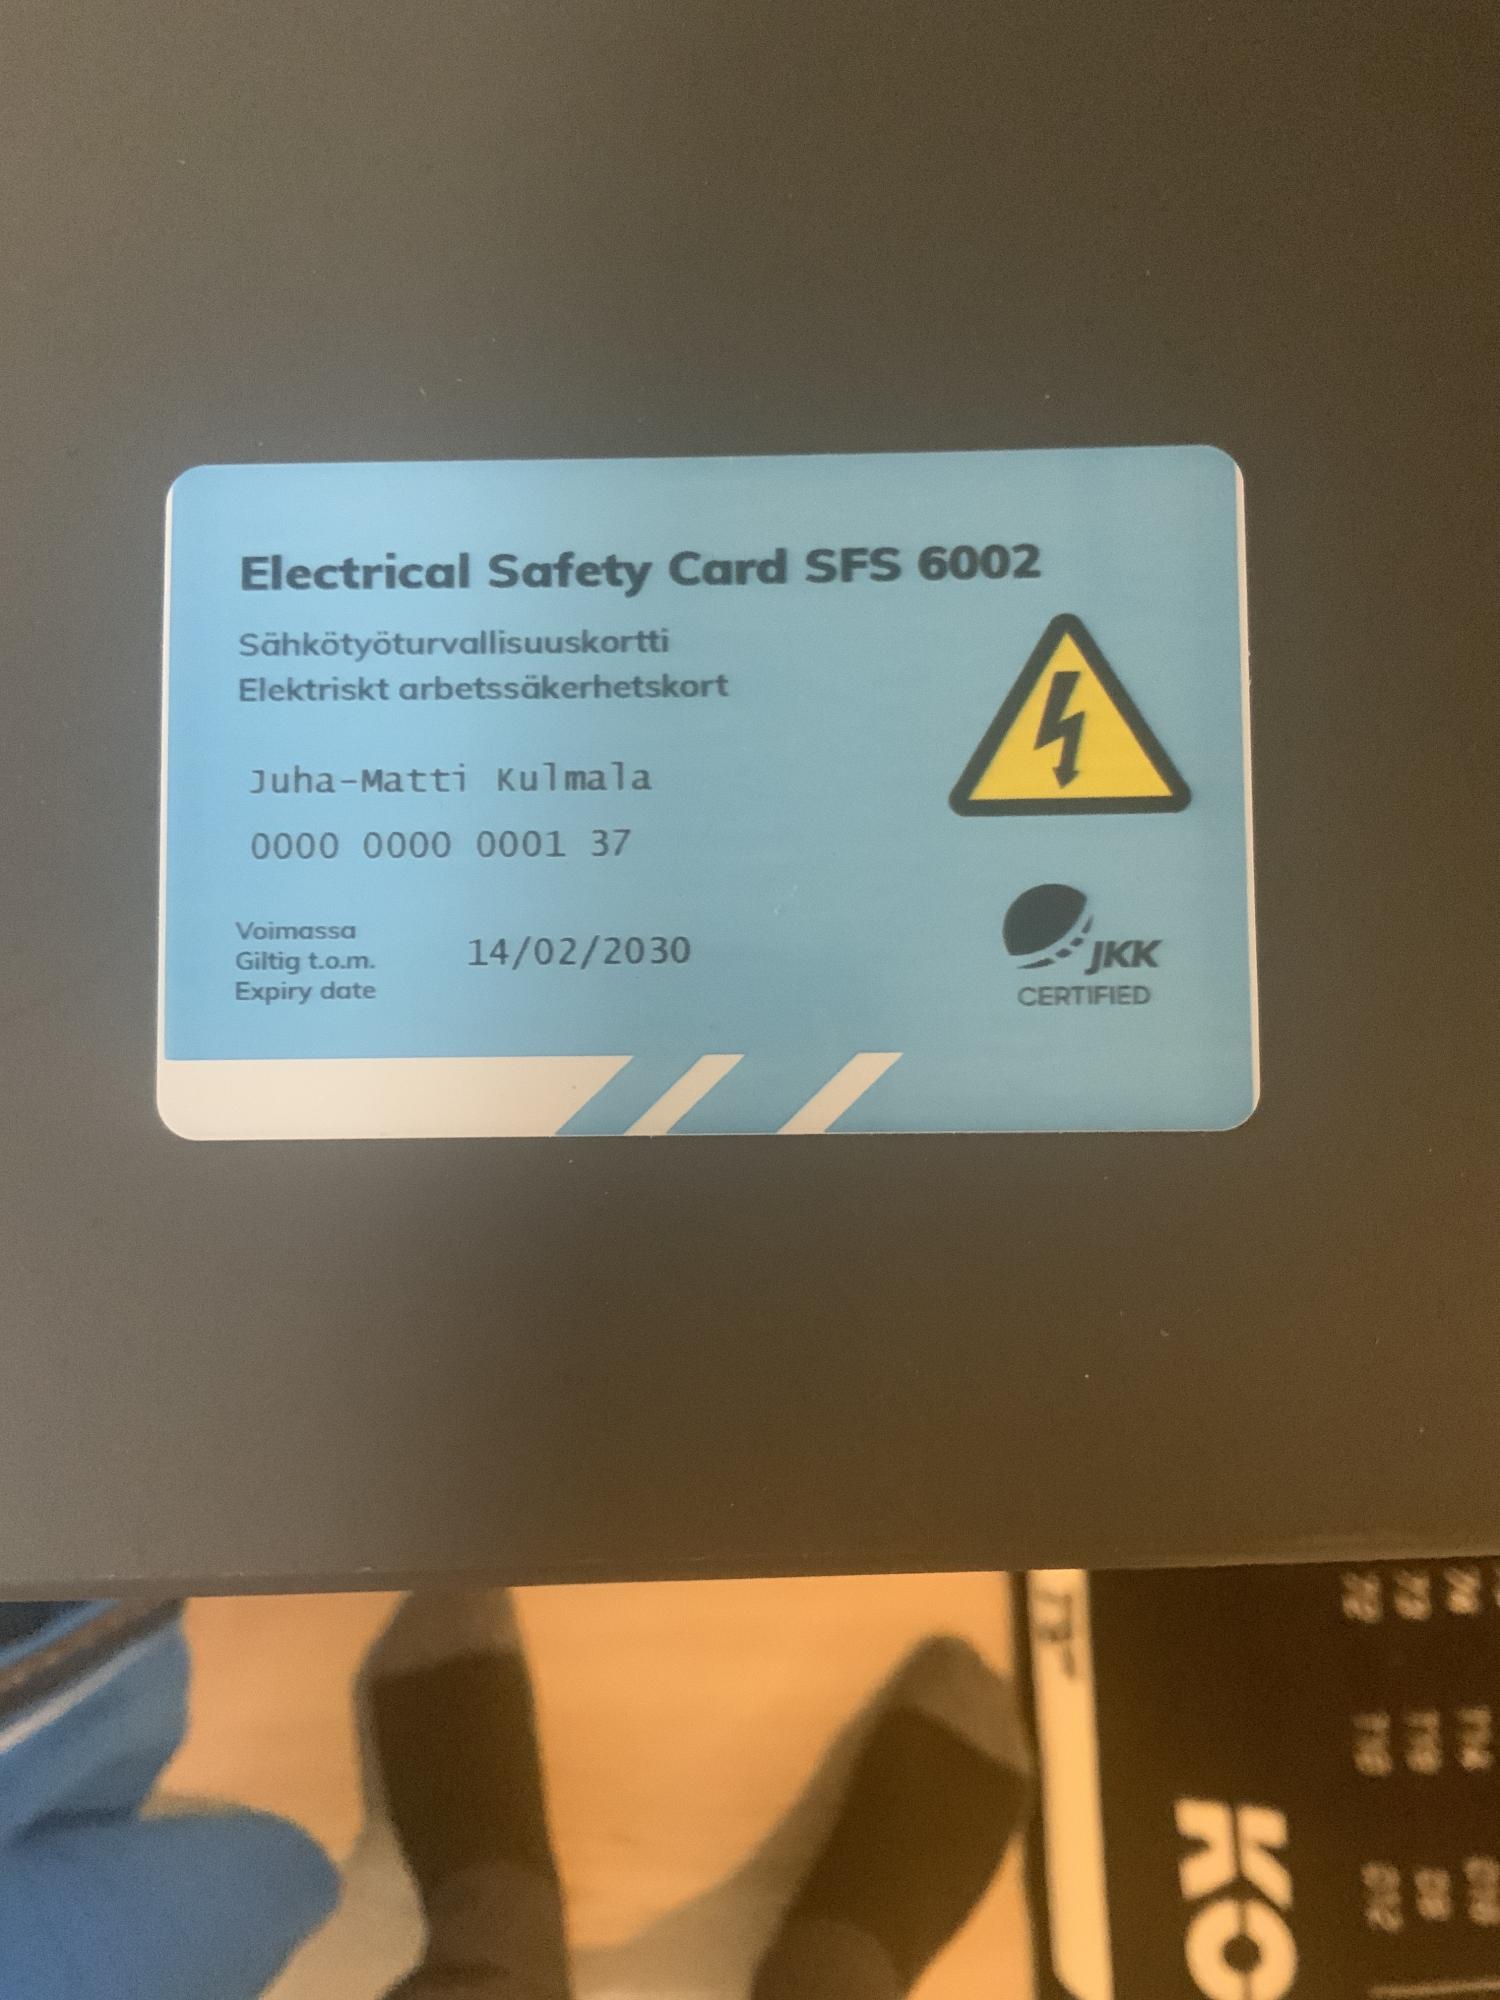 Electrical Safety Card SFS 6002
Sähkötyöturvallisuuskortti
Elektriskt arbetssäkerhetskort
Juha-Matti Kulmala
0000 0000 0001 37
Voimassa
Giltig t.o.m.
Expiry date
14/02/2030
JKK
CERTIFIED
KO